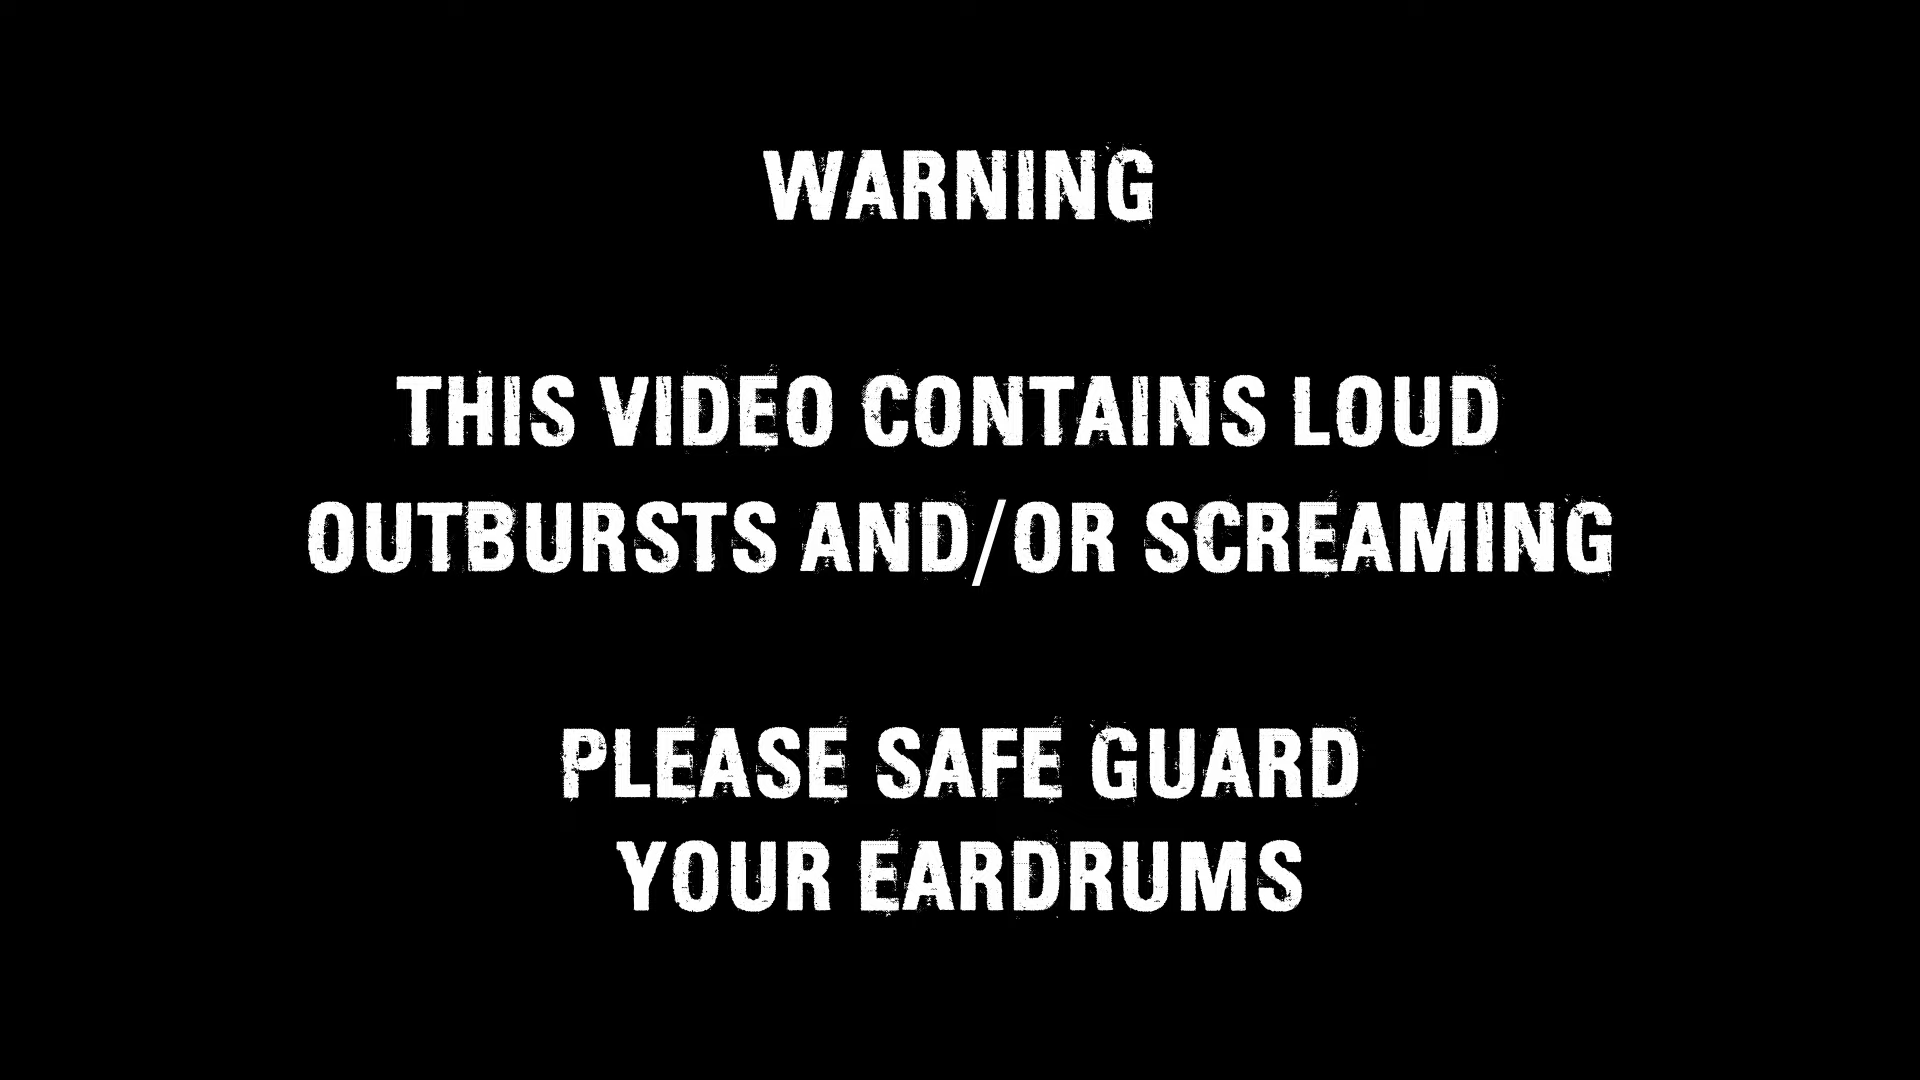 WARNING
THIS VIDEO CONTAINS LOUD
OUTBURSTS AND/OR SCREAMING
PLEASE SAFE GUARD
YOUR EARDRUMS